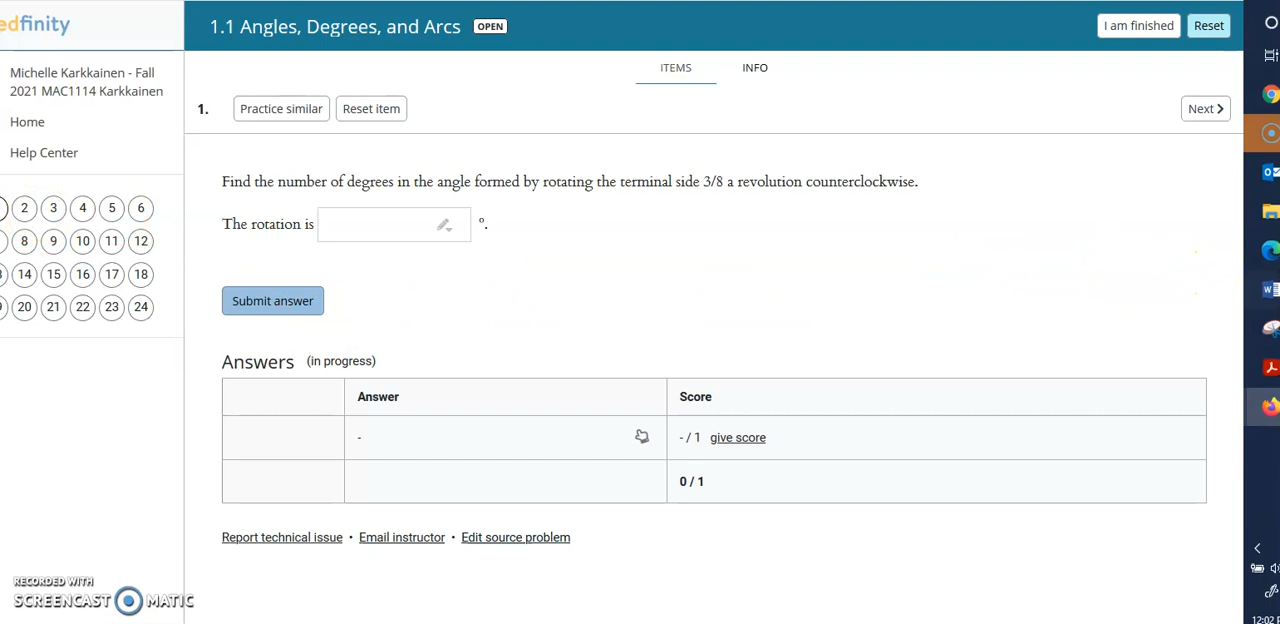 edfinity
1.1 Angles, Degrees, and Arcs OPEN
I am finished Reset
Michelle Karkkainen - Fall
2021 MAC1114 Karkkainen
Home
Help Center
2 3 4 5 6
8 9 10 11 12
14 15 16 17 18
20 21 22 23 24
ITEMS INFO
1. Practice similar Reset item Next
Find the number of degrees in the angle formed by rotating the terminal side 3/8 a revolution counterclockwise.
The rotation is °.
Submit answer
Answers (in progress)
Answer Score
- - / 1 give score
0 / 1
Report technical issue • Email instructor • Edit source problem
RECORDED WITH
SCREENCAST MATIC
12:02